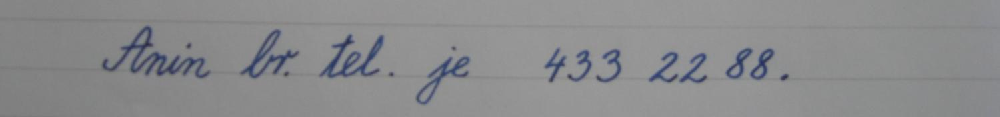 Anin br. tel. je 433 22 88.